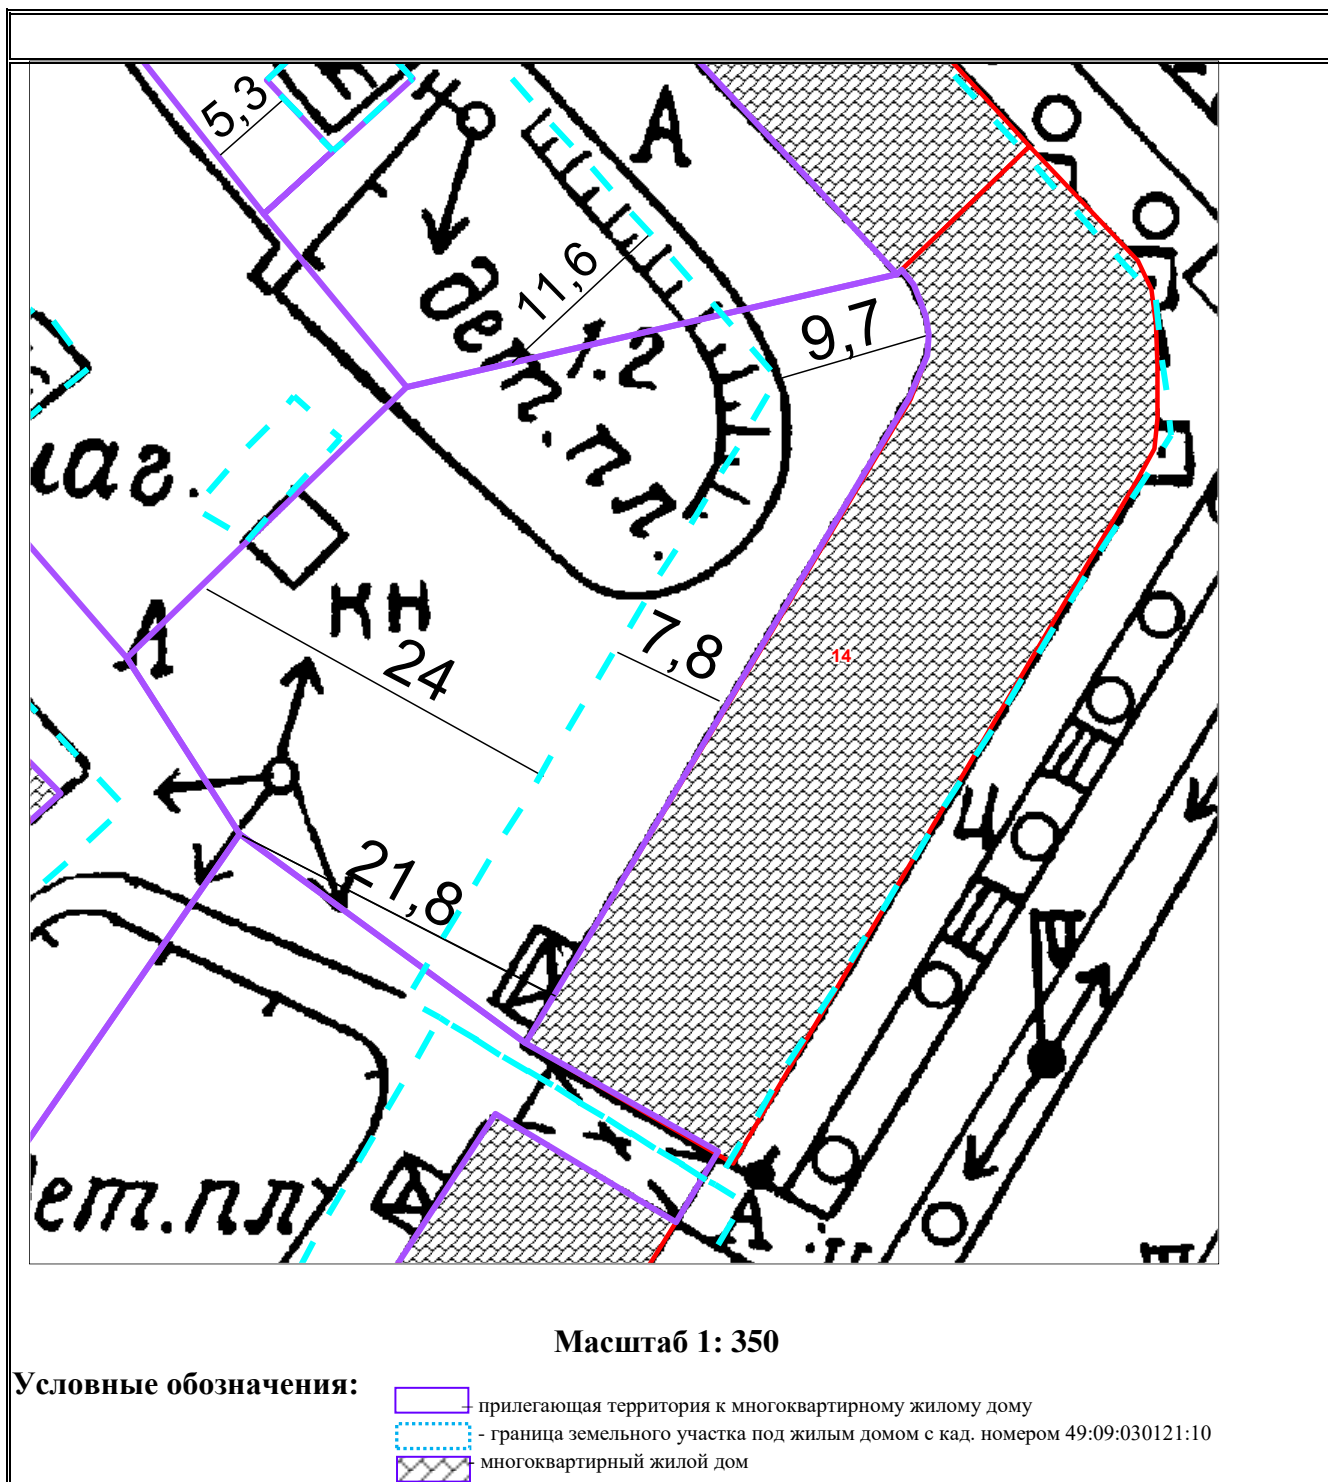 5,3
А
11,6
дет.пл.
1.2
9,7
маг.
кн
А
24
7,8
14
21,8
Ц
дет.пл
А
Масштаб 1: 350
Условные обозначения:
– прилегающая территория к многоквартирному жилому дому
- граница земельного участка под жилым домом с кад. номером 49:09:030121:10
- многоквартирный жилой дом